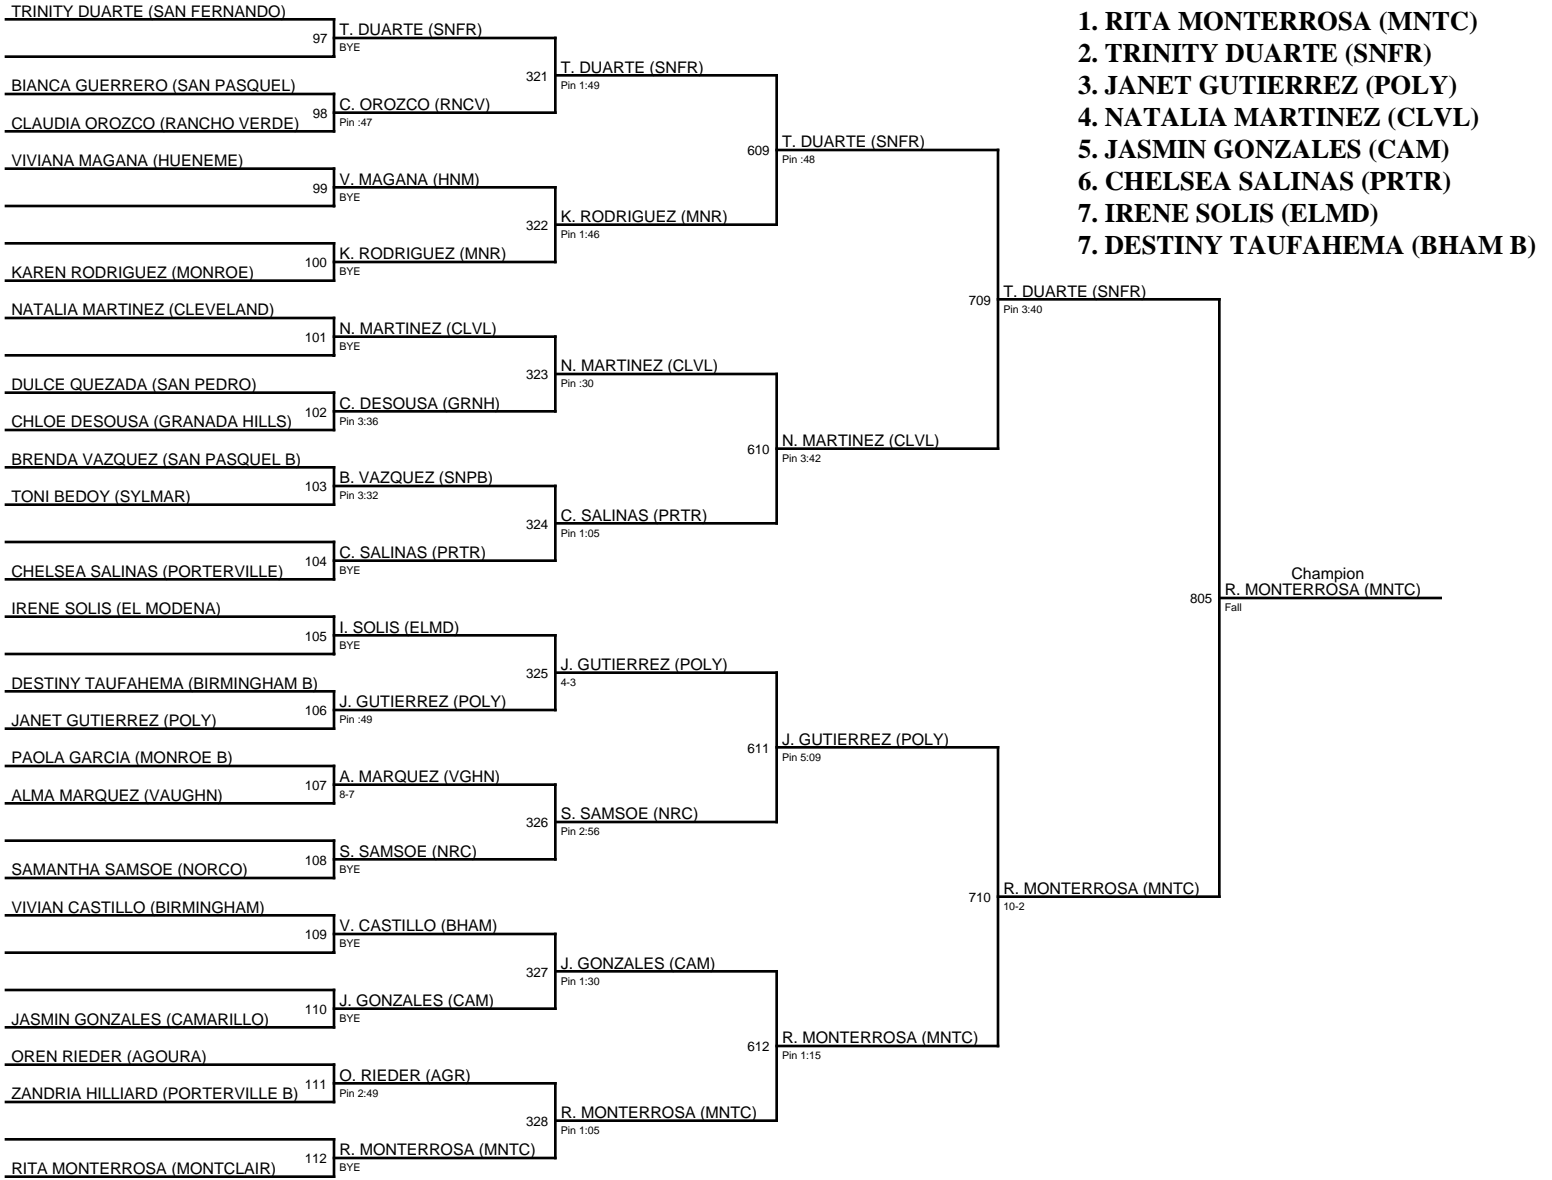 TRINITY DUARTE (SAN FERNANDO)
97
T. DUARTE (SNFR)
BYE
BIANCA GUERRERO (SAN PASQUEL)
CLAUDIA OROZCO (RANCHO VERDE)
98
C. OROZCO (RNCV)
Pin :47
321
T. DUARTE (SNFR)
Pin 1:49
VIVIANA MAGANA (HUENEME)
99
V. MAGANA (HNM)
BYE
KAREN RODRIGUEZ (MONROE)
100
K. RODRIGUEZ (MNR)
BYE
322
K. RODRIGUEZ (MNR)
Pin 1:46
609
T. DUARTE (SNFR)
Pin :48
NATALIA MARTINEZ (CLEVELAND)
101
N. MARTINEZ (CLVL)
BYE
DULCE QUEZADA (SAN PEDRO)
CHLOE DESOUSA (GRANADA HILLS)
102
C. DESOUSA (GRNH)
Pin 3:36
323
N. MARTINEZ (CLVL)
Pin :30
BRENDA VAZQUEZ (SAN PASQUEL B)
TONI BEDOY (SYLMAR)
103
B. VAZQUEZ (SNPB)
Pin 3:32
CHELSEA SALINAS (PORTERVILLE)
104
C. SALINAS (PRTR)
BYE
324
C. SALINAS (PRTR)
Pin 1:05
610
N. MARTINEZ (CLVL)
Pin 3:42
709
T. DUARTE (SNFR)
Pin 3:40
IRENE SOLIS (EL MODENA)
105
I. SOLIS (ELMD)
BYE
DESTINY TAUFAHEMA (BIRMINGHAM B)
JANET GUTIERREZ (POLY)
106
J. GUTIERREZ (POLY)
Pin :49
325
J. GUTIERREZ (POLY)
4-3
PAOLA GARCIA (MONROE B)
ALMA MARQUEZ (VAUGHN)
107
A. MARQUEZ (VGHN)
8-7
SAMANTHA SAMSOE (NORCO)
108
S. SAMSOE (NRC)
BYE
326
S. SAMSOE (NRC)
Pin 2:56
611
J. GUTIERREZ (POLY)
Pin 5:09
VIVIAN CASTILLO (BIRMINGHAM)
109
V. CASTILLO (BHAM)
BYE
JASMIN GONZALES (CAMARILLO)
110
J. GONZALES (CAM)
BYE
327
J. GONZALES (CAM)
Pin 1:30
OREN RIEDER (AGOURA)
ZANDRIA HILLIARD (PORTERVILLE B)
111
O. RIEDER (AGR)
Pin 2:49
RITA MONTERROSA (MONTCLAIR)
112
R. MONTERROSA (MNTC)
BYE
328
R. MONTERROSA (MNTC)
Pin 1:05
612
R. MONTERROSA (MNTC)
Pin 1:15
710
R. MONTERROSA (MNTC)
10-2
805
Champion
R. MONTERROSA (MNTC)
Fall
1. RITA MONTERROSA (MNTC)
2. TRINITY DUARTE (SNFR)
3. JANET GUTIERREZ (POLY)
4. NATALIA MARTINEZ (CLVL)
5. JASMIN GONZALES (CAM)
6. CHELSEA SALINAS (PRTR)
7. IRENE SOLIS (ELMD)
7. DESTINY TAUFAHEMA (BHAM B)